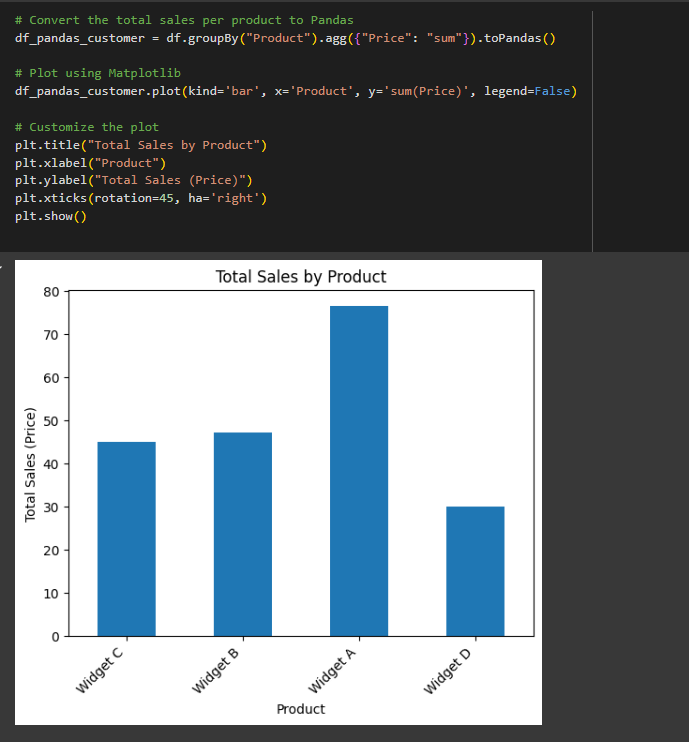 # Convert the total sales per product to Pandas
df_pandas_customer = df.groupBy("Product").agg({"Price": "sum"}).toPandas()
# Plot using Matplotlib
df_pandas_customer.plot(kind='bar', x='Product', y='sum(Price)', legend=False)
# Customize the plot
plt.title("Total Sales by Product")
plt.xlabel("Product")
plt.ylabel("Total Sales (Price)")
plt.xticks(rotation=45, ha='right')
plt.show()
Total Sales by Product
80
70
60
50
40
30
20
10
0
Total Sales (Price)
Widget C
Widget B
Widget A
Widget D
Product